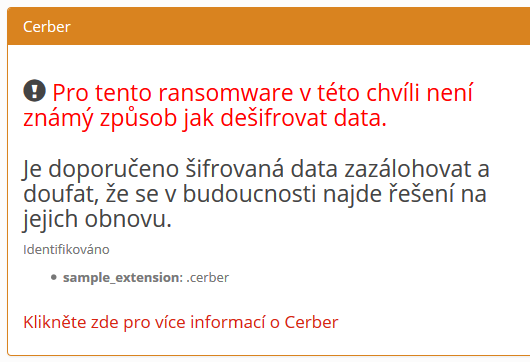 Cerber
Pro tento ransomware v této chvíli není
známý způsob jak dešifrovat data.
Je doporučeno šifrovaná data zazálohovat a
doufat, že se v budoucnosti najde řešení na
jejich obnovu.
Identifikováno
• sample_extension: .cerber
Klikněte zde pro více informací o Cerber